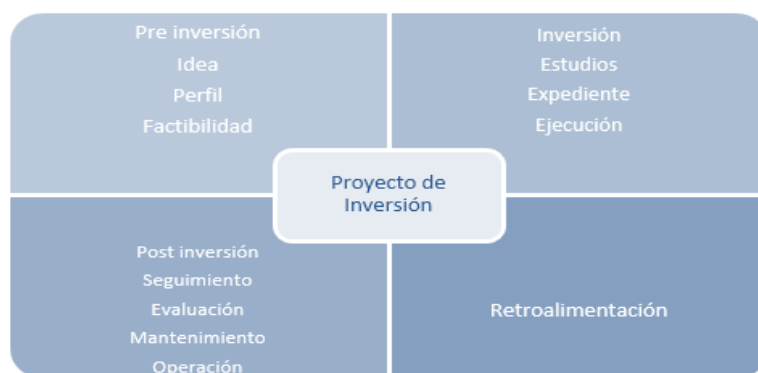 Pre inversión
Idea
Perfil
Factibilidad
Inversión
Estudios
Expediente
Ejecución
Proyecto de
Inversión
Post inversión
Seguimiento
Evaluación
Mantenimiento
Operación
Retroalimentación